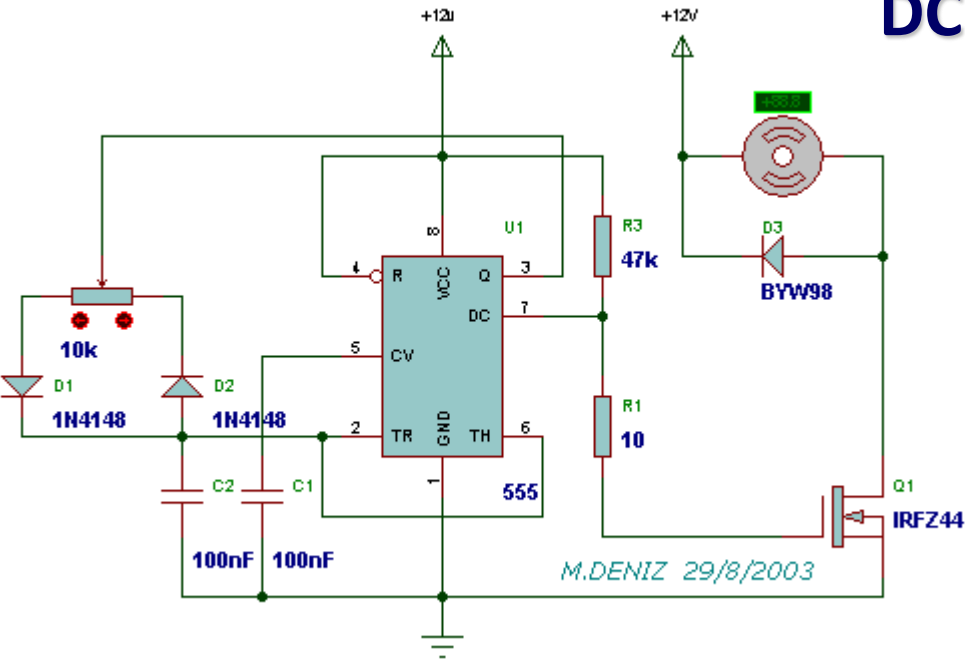 +12u
+12V
DC
+88.8
R3
47k
U1
8
4
R
VCC
Q
3
DC
7
D3
BYW98
10k
5
CV
D1
1N4148
D2
1N4148
2
TR
GND
TH
6
R1
10
1
555
C2
C1
100nF
100nF
Q1
IRFZ44
M.DENIZ 29/8/2003